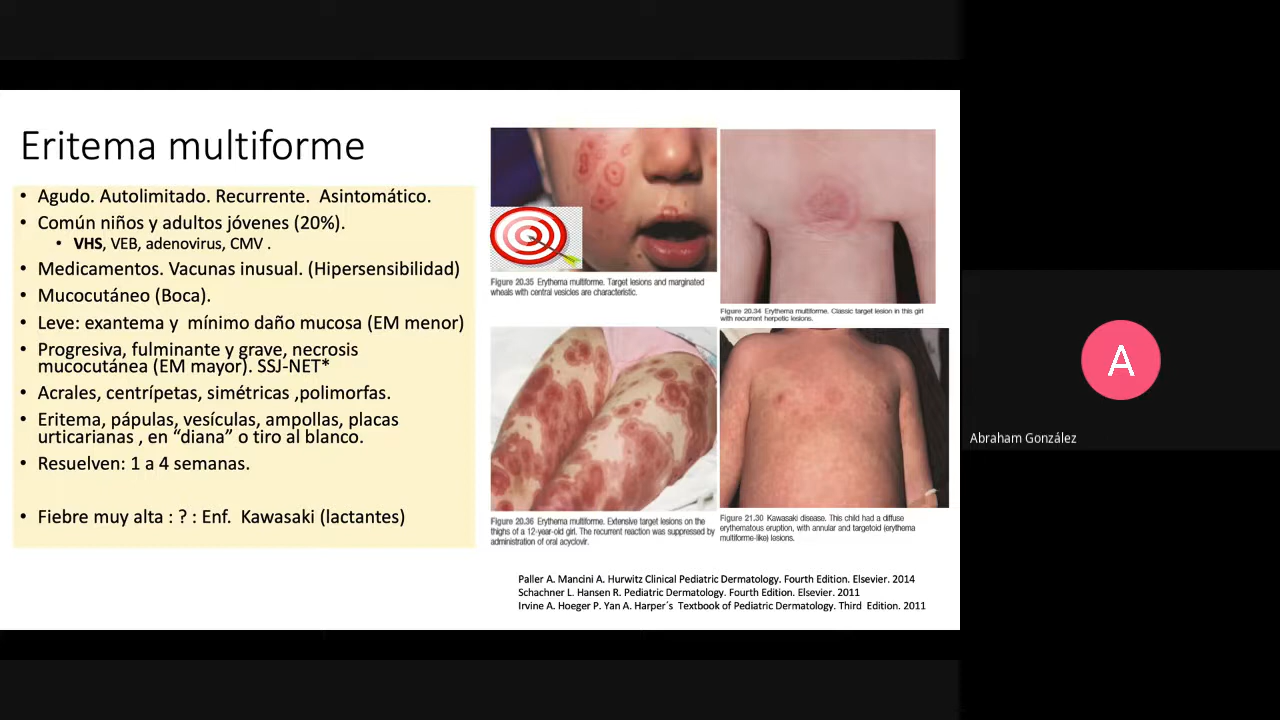 Eritema multiforme
• Agudo. Autolimitado. Recurrente. Asintomático.
• Común niños y adultos jóvenes (20%).
• VHS, VEB, adenovirus, CMV .
• Medicamentos. Vacunas inusual. (Hipersensibilidad)
• Mucocutáneo (Boca).
• Leve: exantema y mínimo daño mucosa (EM menor)
• Progresiva, fulminante y grave, necrosis
mucocutánea (EM mayor). SSJ-NET*
• Acrales, centrípetas, simétricas ,polimorfas.
• Eritema, pápulas, vesículas, ampollas, placas
urticarianas , en “diana” o tiro al blanco.
• Resuelven: 1 a 4 semanas.
• Fiebre muy alta : ? : Enf. Kawasaki (lactantes)
Figure 20.35 Erythema multiforme. Target lesions and marginated
wheals with central vesicles are characteristic.
Figure 20.34 Erythema multiforme. Classic target lesion in this girl
with recurrent herpetic lesions.
Figure 20.36 Erythema multiforme. Extensive target lesions on the
thighs of a 12-year-old girl. The recurrent reaction was suppressed by
administration of oral acyclovir.
Figure 21.30 Kawasaki disease. This child had a diffuse
erythematous eruption, with annular and targetoid (erythema
multiforme-like) lesions.
Paller A. Mancini A. Hurwitz Clinical Pediatric Dermatology. Fourth Edition. Elsevier. 2014
Schachner L. Hansen R. Pediatric Dermatology. Fourth Edition. Elsevier. 2011
Irvine A. Hoeger P. Yan A. Harper´s Textbook of Pediatric Dermatology. Third Edition. 2011
A
Abraham González